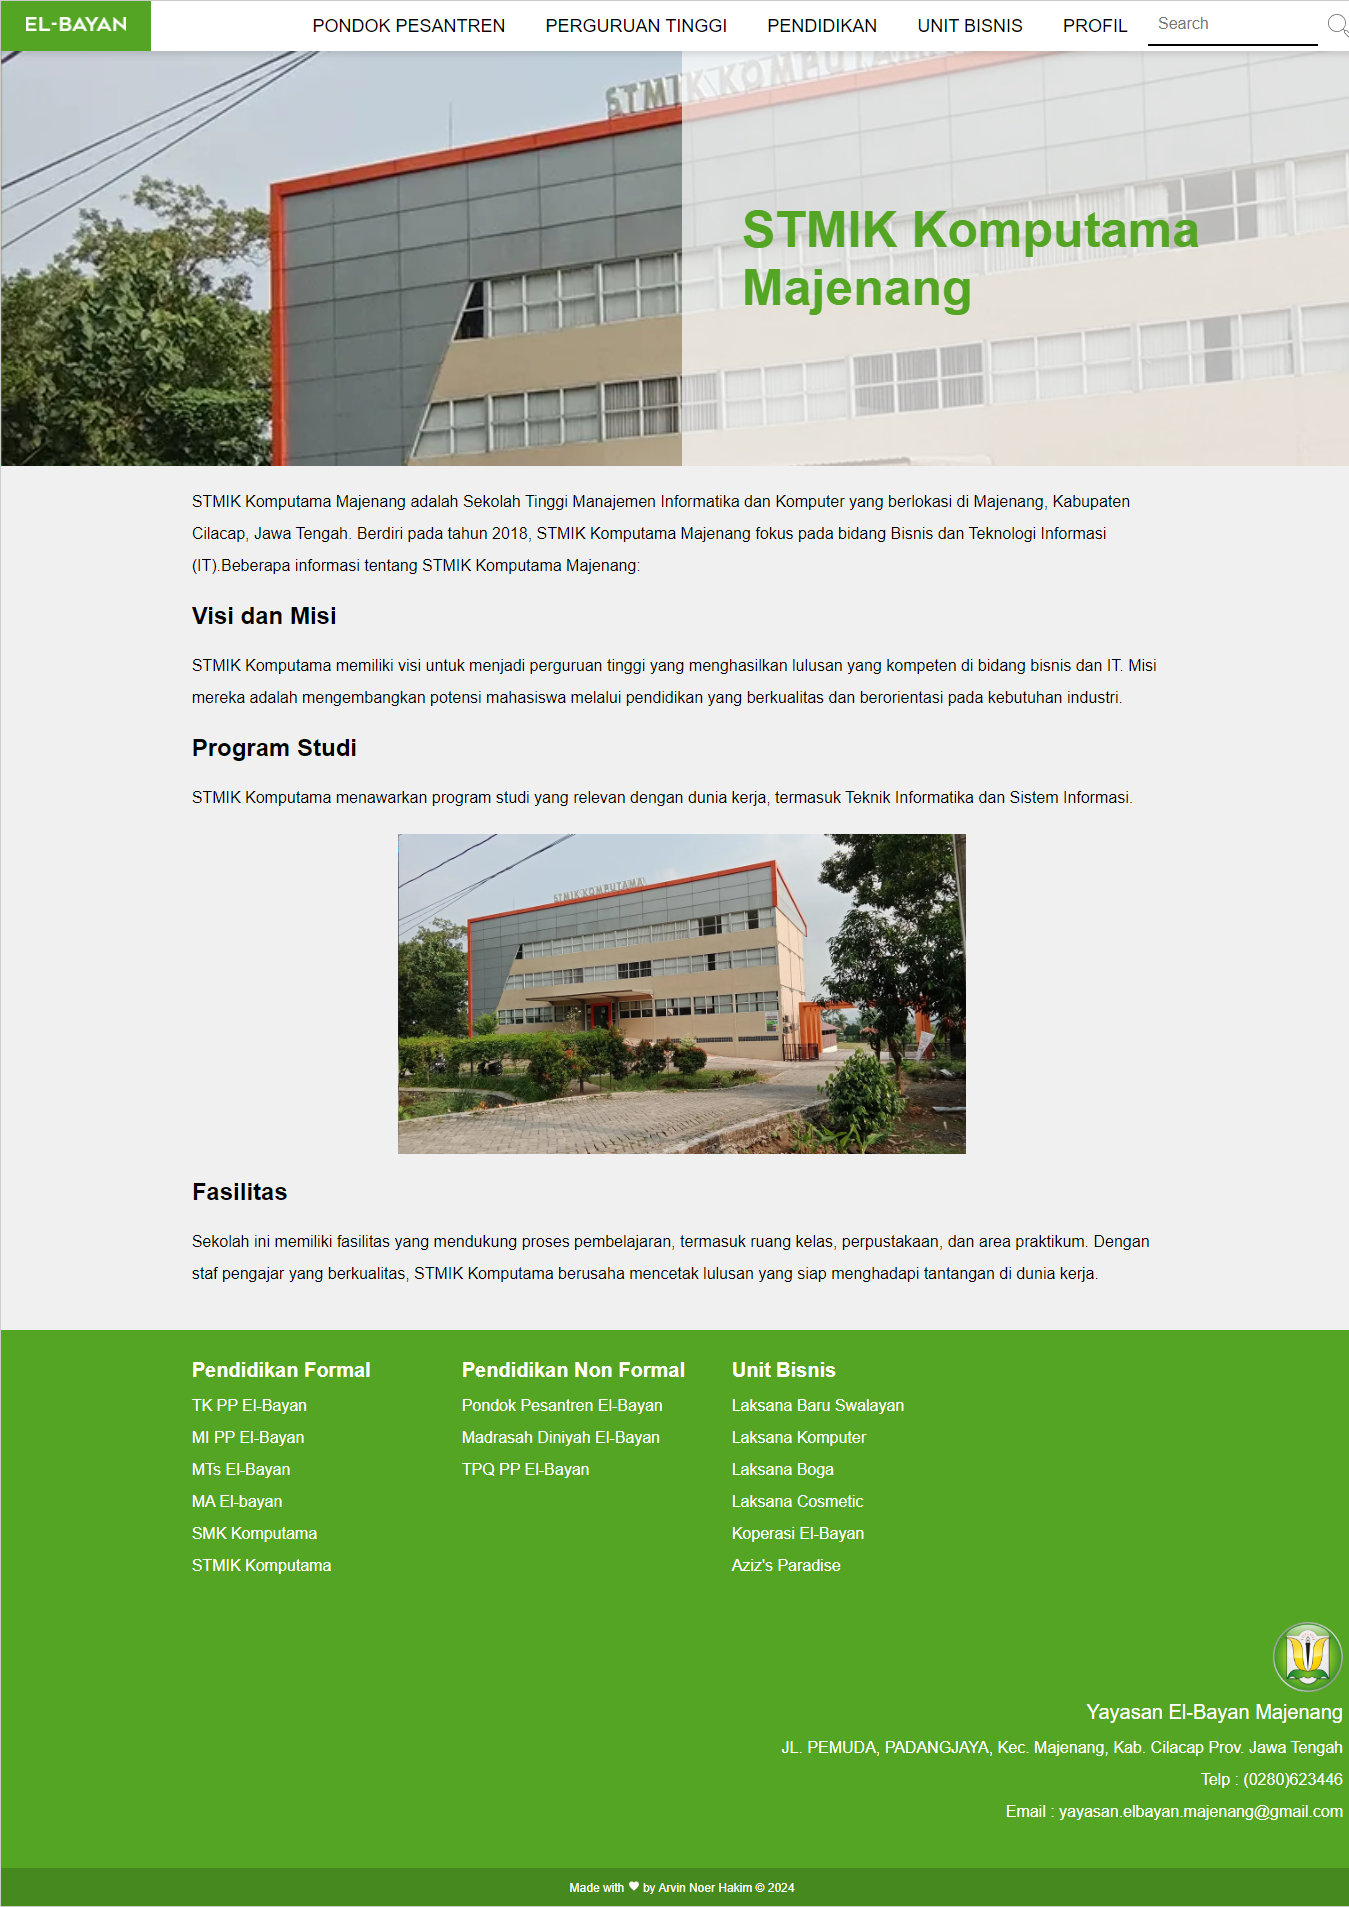 EL-BAYAN
PONDOK PESANTREN
PERGURUAN TINGGI
PENDIDIKAN
UNIT BISNIS
PROFIL
Search
STMIK KOMPUTAMA
STMIK Komputama
Majenang
STMIK Komputama Majenang adalah Sekolah Tinggi Manajemen Informatika dan Komputer yang berlokasi di Majenang, Kabupaten
Cilacap, Jawa Tengah. Berdiri pada tahun 2018, STMIK Komputama Majenang fokus pada bidang Bisnis dan Teknologi Informasi
(IT).Beberapa informasi tentang STMIK Komputama Majenang:
Visi dan Misi
STMIK Komputama memiliki visi untuk menjadi perguruan tinggi yang menghasilkan lulusan yang kompeten di bidang bisnis dan IT. Misi
mereka adalah mengembangkan potensi mahasiswa melalui pendidikan yang berkualitas dan berorientasi pada kebutuhan industri.
Program Studi
STMIK Komputama menawarkan program studi yang relevan dengan dunia kerja, termasuk Teknik Informatika dan Sistem Informasi.
STMIK KOMPUTAMA
Fasilitas
Sekolah ini memiliki fasilitas yang mendukung proses pembelajaran, termasuk ruang kelas, perpustakaan, dan area praktikum. Dengan
staf pengajar yang berkualitas, STMIK Komputama berusaha mencetak lulusan yang siap menghadapi tantangan di dunia kerja.
Pendidikan Formal
TK PP El-Bayan
MI PP El-Bayan
MTs El-Bayan
MA El-bayan
SMK Komputama
STMIK Komputama
Pendidikan Non Formal
Pondok Pesantren El-Bayan
Madrasah Diniyah El-Bayan
TPQ PP El-Bayan
Unit Bisnis
Laksana Baru Swalayan
Laksana Komputer
Laksana Boga
Laksana Cosmetic
Koperasi El-Bayan
Aziz's Paradise
Yayasan El-Bayan Majenang
JL. PEMUDA, PADANGJAYA, Kec. Majenang, Kab. Cilacap Prov. Jawa Tengah
Telp : (0280)623446
Email : yayasan.elbayan.majenang@gmail.com
Made with ♥ by Arvin Noer Hakim © 2024